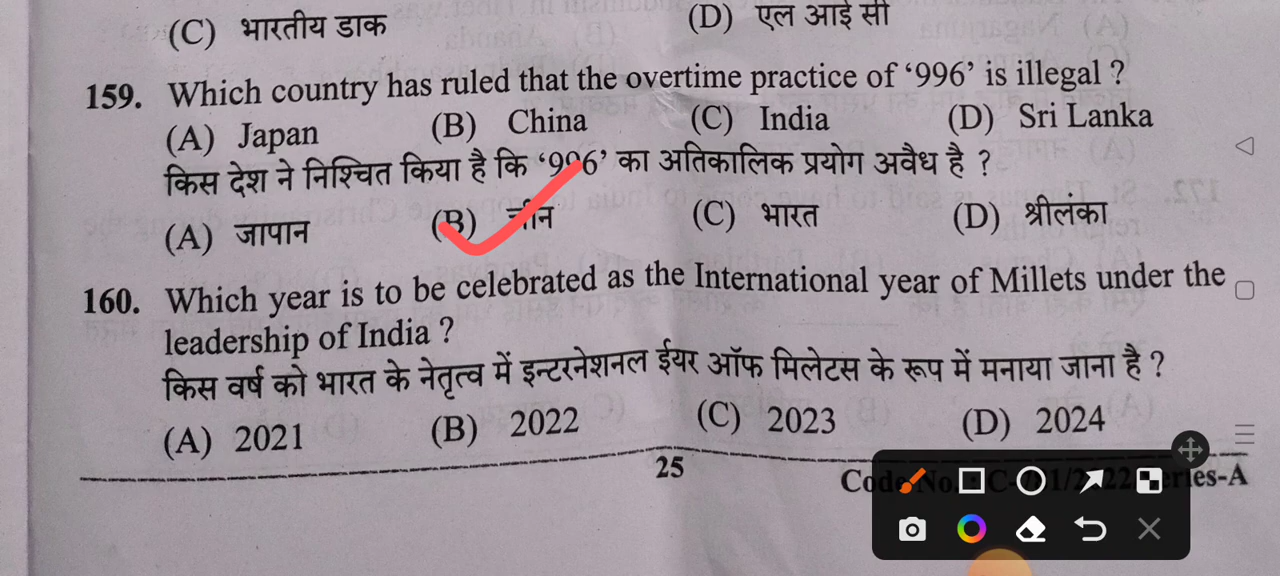 (C) भारतीय डाक (D) एल आई सी
159. Which country has ruled that the overtime practice of ‘996’ is illegal ?
(A) Japan (B) China (C) India (D) Sri Lanka
किस देश ने निश्चित किया है कि ‘996’ का अतिकालिक प्रयोग अवैध है ?
(A) जापान (B) चीन (C) भारत (D) श्रीलंका
160. Which year is to be celebrated as the International year of Millets under the
leadership of India ?
किस वर्ष को भारत के नेतृत्व में इन्टरनेशनल ईयर ऑफ मिलेटस के रूप में मनाया जाना है ?
(A) 2021 (B) 2022 (C) 2023 (D) 2024
25
Code No.